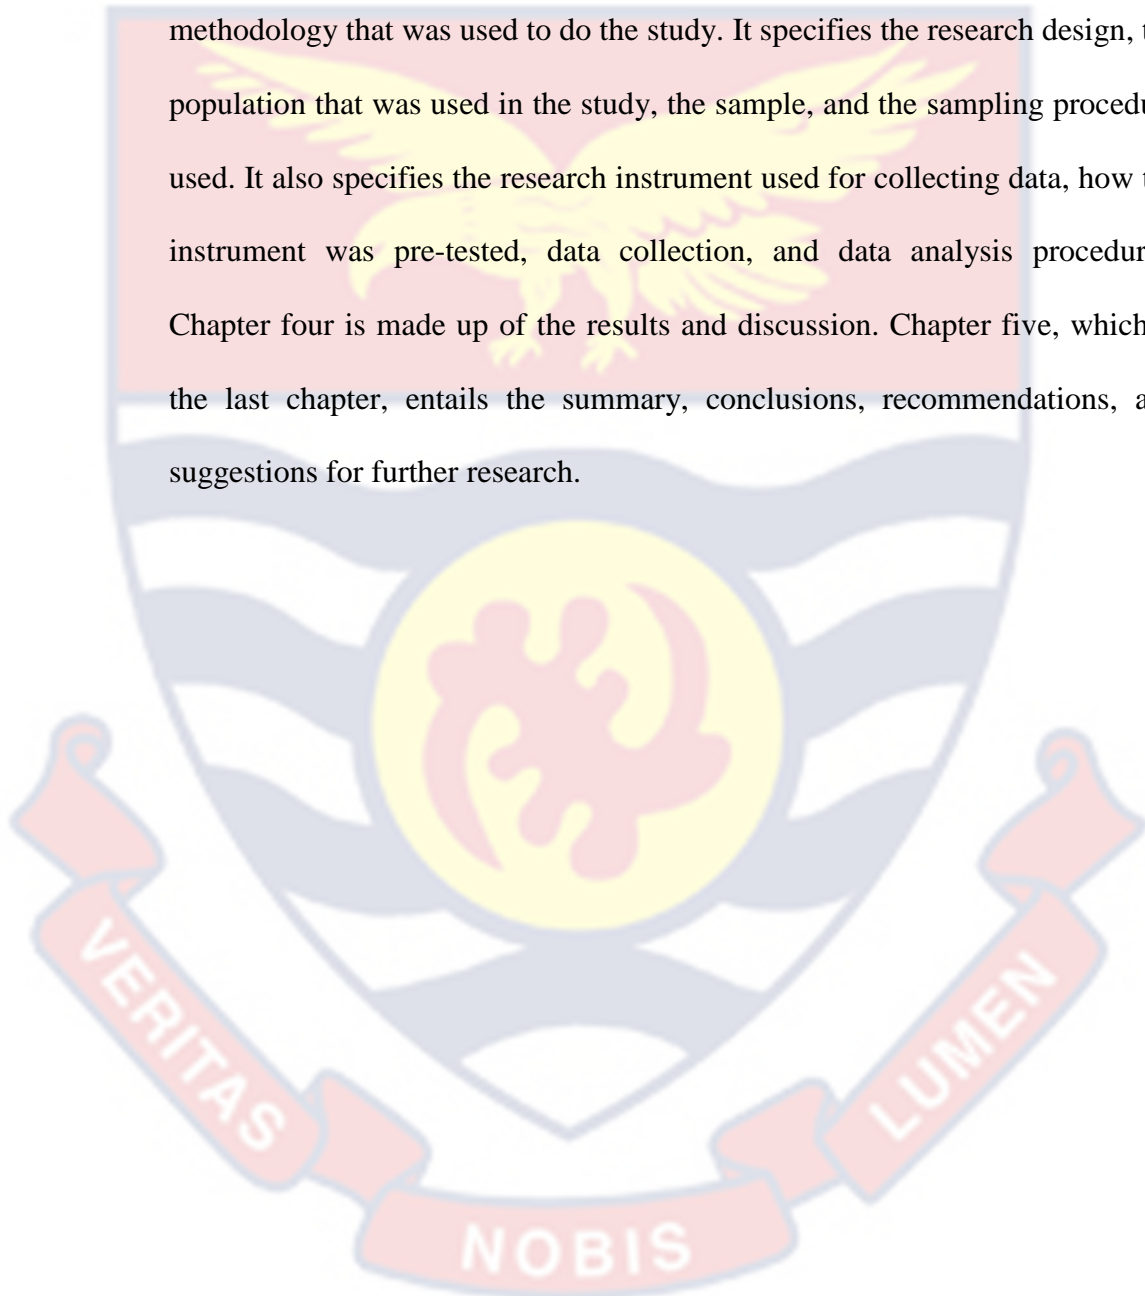 methodology that was used to do the study. It specifies the research design, t
population that was used in the study, the sample, and the sampling procedu
used. It also specifies the research instrument used for collecting data, how t
instrument was pre-tested, data collection, and data analysis procedur
Chapter four is made up of the results and discussion. Chapter five, which
the last chapter, entails the summary, conclusions, recommendations, a
suggestions for further research.
VERITAS
NOBIS
LUMEN